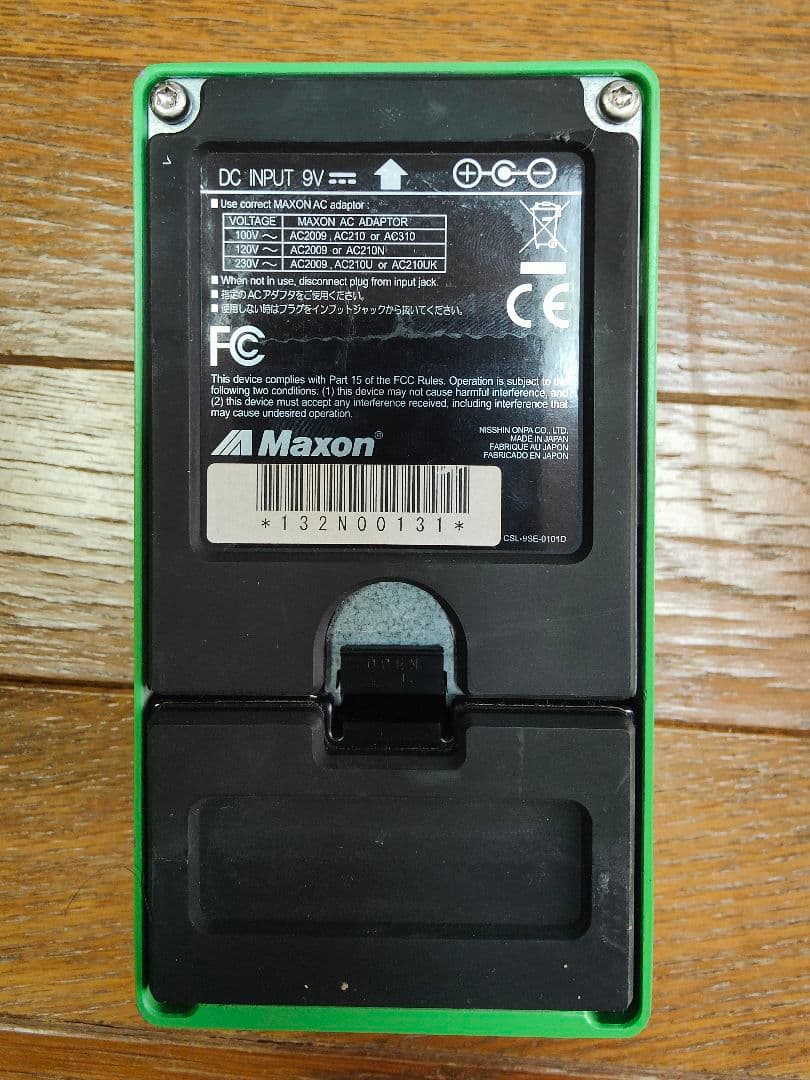 DC INPUT 9V
■ Use correct MAXON AC adaptor :
VOLTAGE MAXON AC ADAPTOR
100V ～ AC2009 , AC210 or AC310
120V ～ AC2009 or AC210N
230V ～ AC2009 , AC210U or AC210UK
■ When not in use, disconnect plug from input jack.
■ 指定のACアダプタをご使用ください。
■ 使用しない時はプラグをインプットジャックから抜いてください。
CE
FC
This device complies with Part 15 of the FCC Rules. Operation is subject to the
following two conditions. (1) this device may not cause harmful interference, and
(2) this device must accept any interference received, including interference that
may cause undesired operation.
Maxon®
NISSHIN ONPA CO., LTD.
MADE IN JAPAN
FABRIQUE AU JAPON
FABRICADO EN JAPON
*132N00131*
CSL-9SE-0101D
OPEN